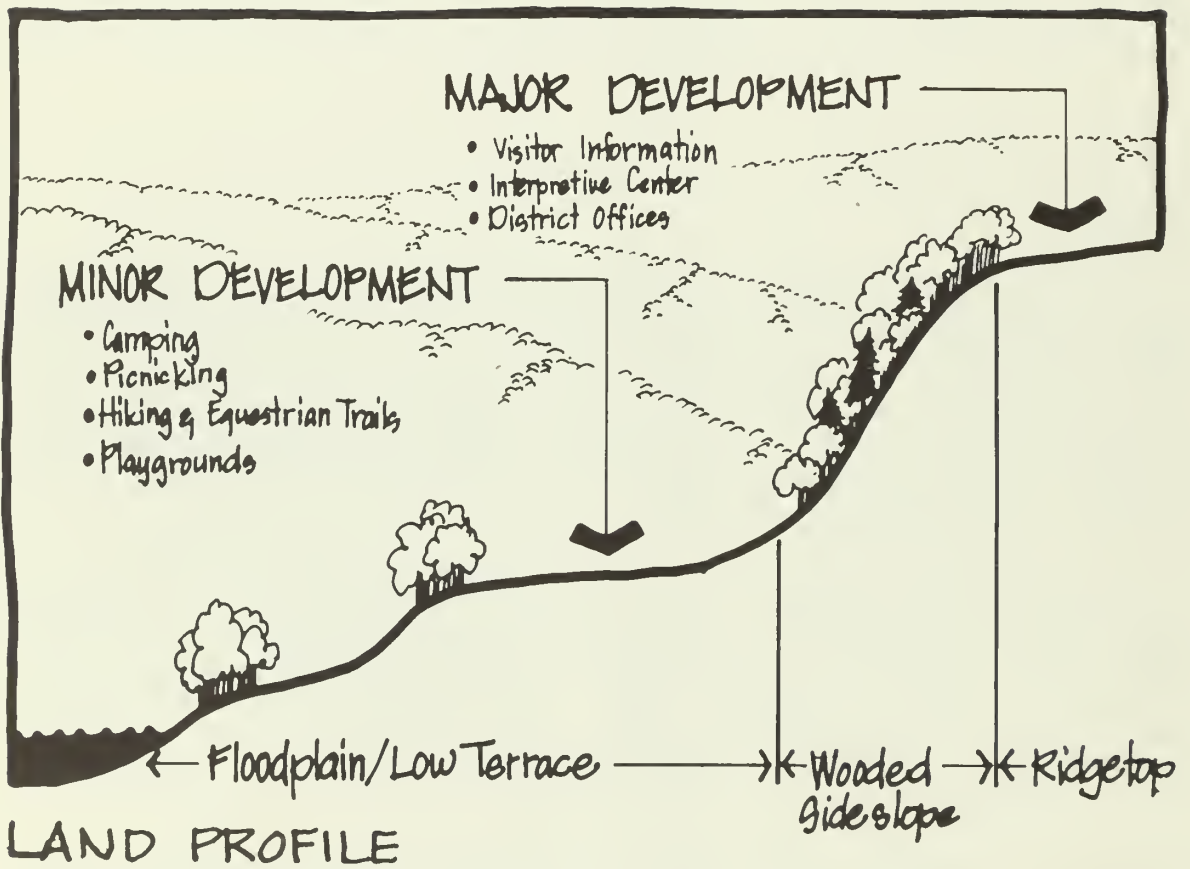 MAJOR DEVELOPMENT
• Visitor Information
• Interpretive Center
• District Offices
MINOR DEVELOPMENT
• Camping
• Picnicking
• Hiking & Equestrian Trails
• Playgrounds
Floodplain/Low Terrace
Wooded
Sideslope
Ridgetop
LAND PROFILE